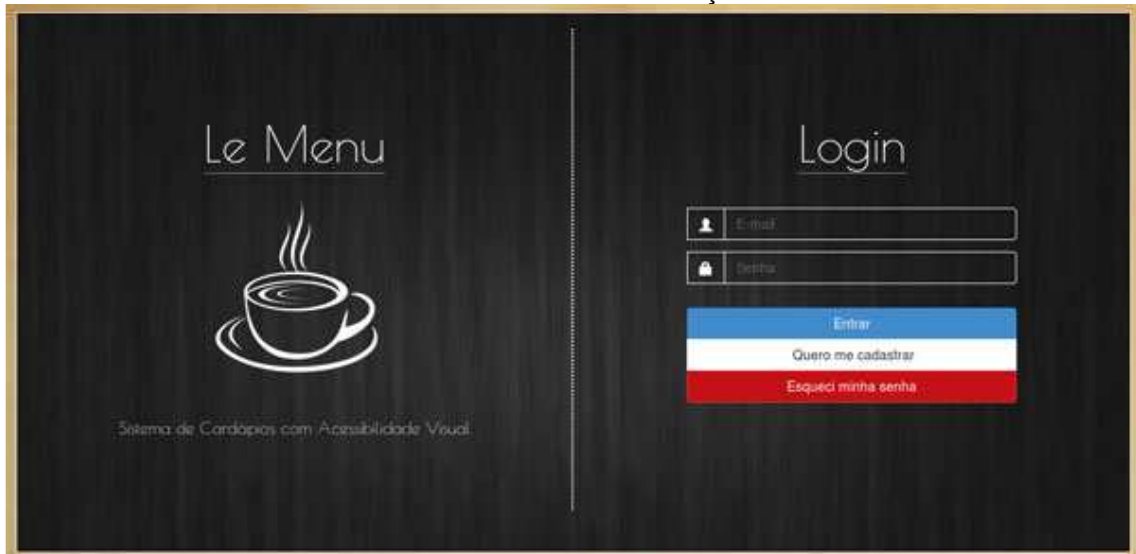 Le Menu
Sistema de Cardápios com Acessibilidade Visual
Login
E-mail
Senha
Entrar
Quero me cadastrar
Esqueci minha senha